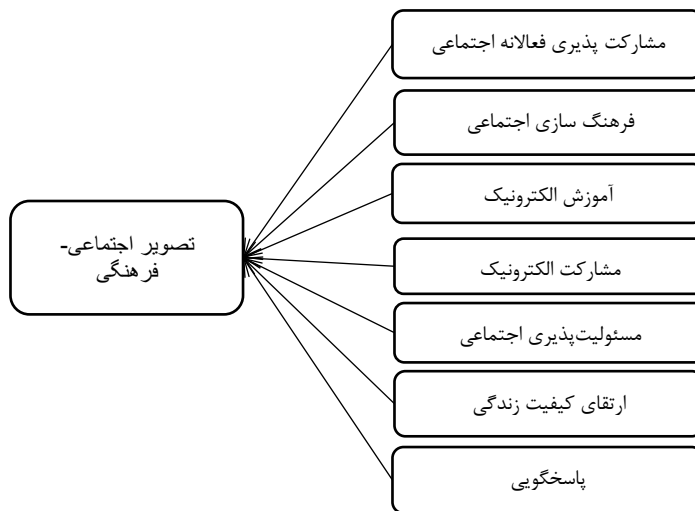 مشارکت پذیری فعالانه اجتماعی
فرهنگ سازی اجتماعی
آموزش الکترونیک
مشارکت الکترونیک
مسئولیت‌پذیری اجتماعی
ارتقای کیفیت زندگی
پاسخگویی
تصویر اجتماعی-
فرهنگی